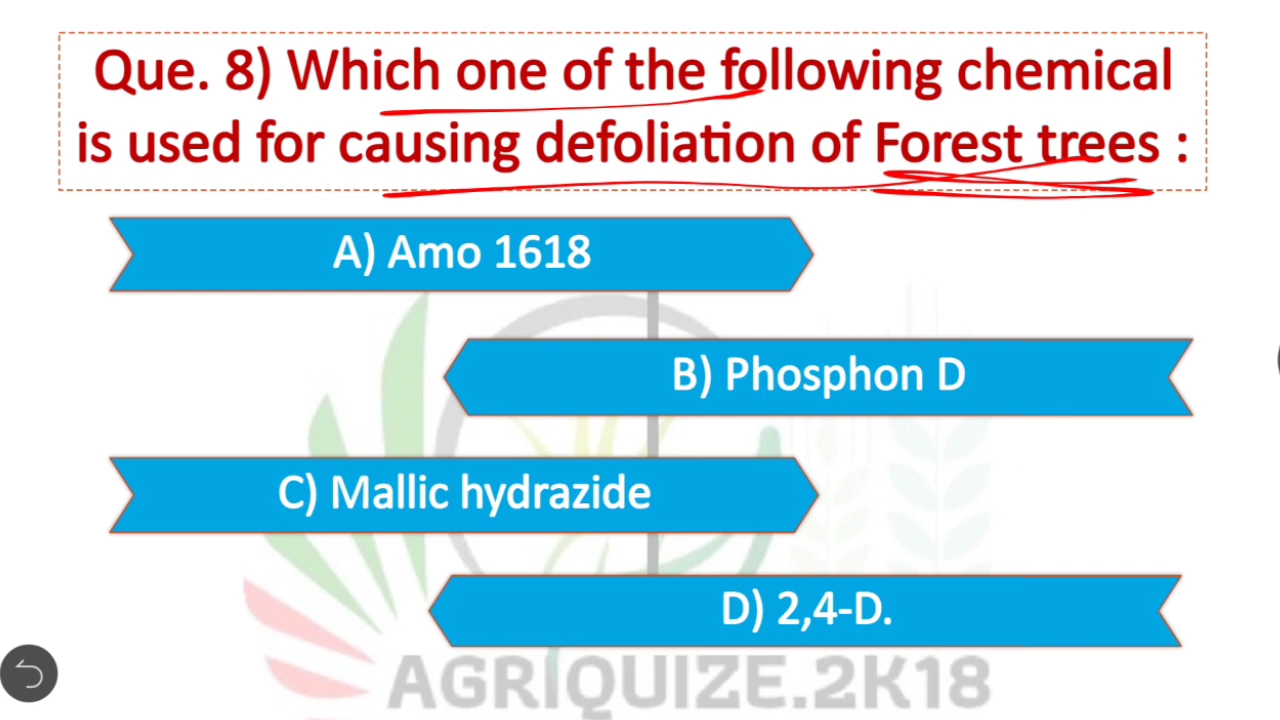 Que. 8) Which one of the following chemical
is used for causing defoliation of Forest trees :
A) Amo 1618
B) Phosphon D
C) Mallic hydrazide
D) 2,4-D.
AGRIQUIZE.2K18